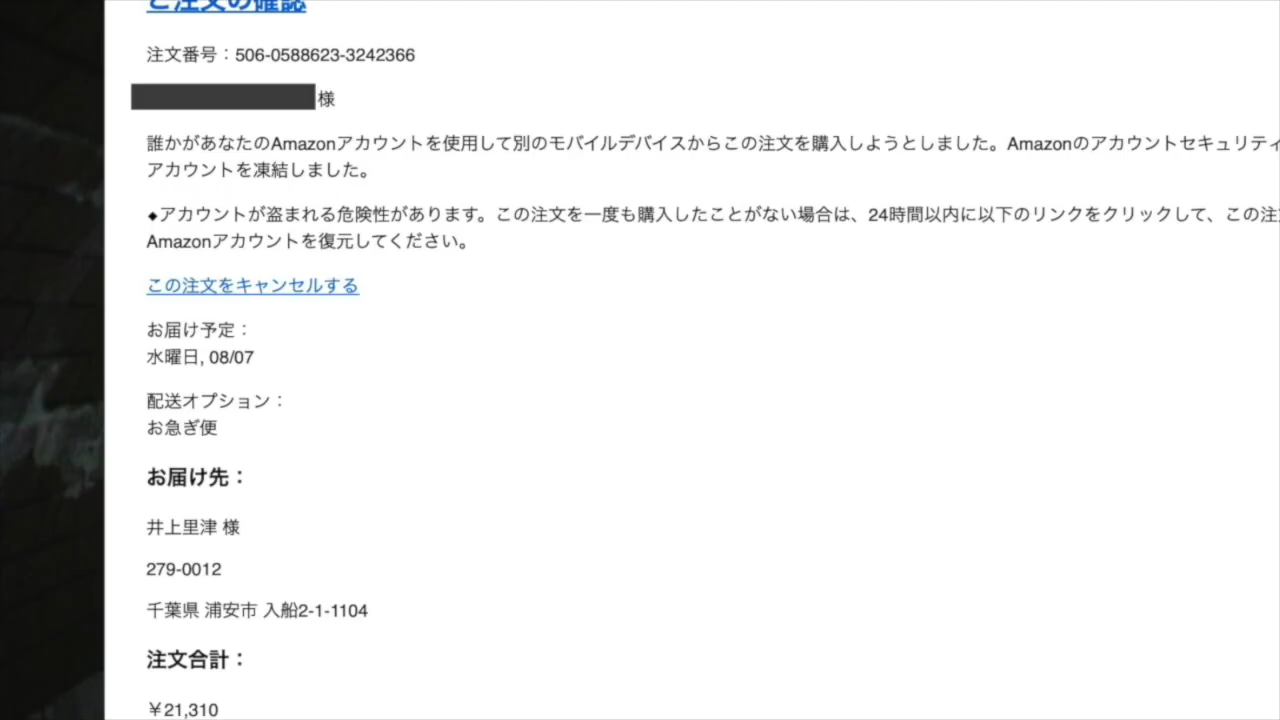 ご注文の確認
注文番号：506-0588623-3242366
様
誰かがあなたのAmazonアカウントを使用して別のモバイルデバイスからこの注文を購入しようとしました。Amazonのアカウントセキュリティ
アカウントを凍結しました。
◆アカウントが盗まれる危険性があります。この注文を一度も購入したことがない場合は、24時間以内に以下のリンクをクリックして、この注
Amazonアカウントを復元してください。
この注文をキャンセルする
お届け予定：
水曜日, 08/07
配送オプション：
お急ぎ便
お届け先：
井上里津 様
279-0012
千葉県 浦安市 入船2-1-1104
注文合計：
￥21,310